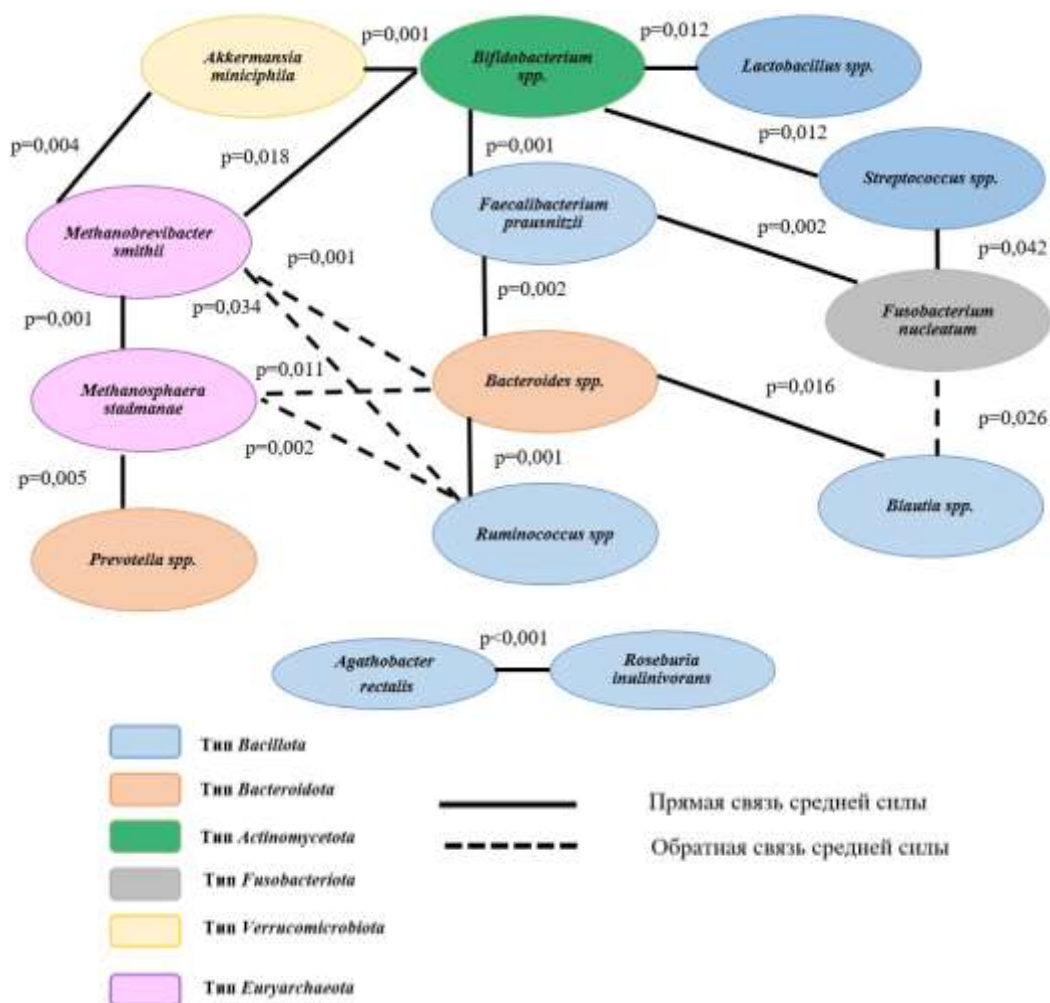 p=0,001
p=0,012
Akkermansia
miniciphila
Bifidobacterium
spp.
Lactobacillus spp.
p=0,004
p=0,018
p=0,001
p=0,012
Faecalibacterium
prausnitzii
Streptococcus spp.
Methanobrevibacter
smithii
p=0,001
p=0,002
p=0,042
p=0,034
p=0,002
p=0,001
Fusobacterium
nucleatum
Methanosphaera
stadmanae
p=0,011
Bacteroides spp.
p=0,016
p=0,026
p=0,002
p=0,001
p=0,005
Prevotella spp.
Ruminococcus spp
Blautia spp.
p<0,001
Agathobacter
rectalis
Roseburia
inulinivorans
Тип Bacillota
Тип Bacteroidota
Прямая связь средней силы
Тип Actinomycetota
Обратная связь средней силы
Тип Fusobacteriota
Тип Verrucomicrobiota
Тип Euryarchaeota